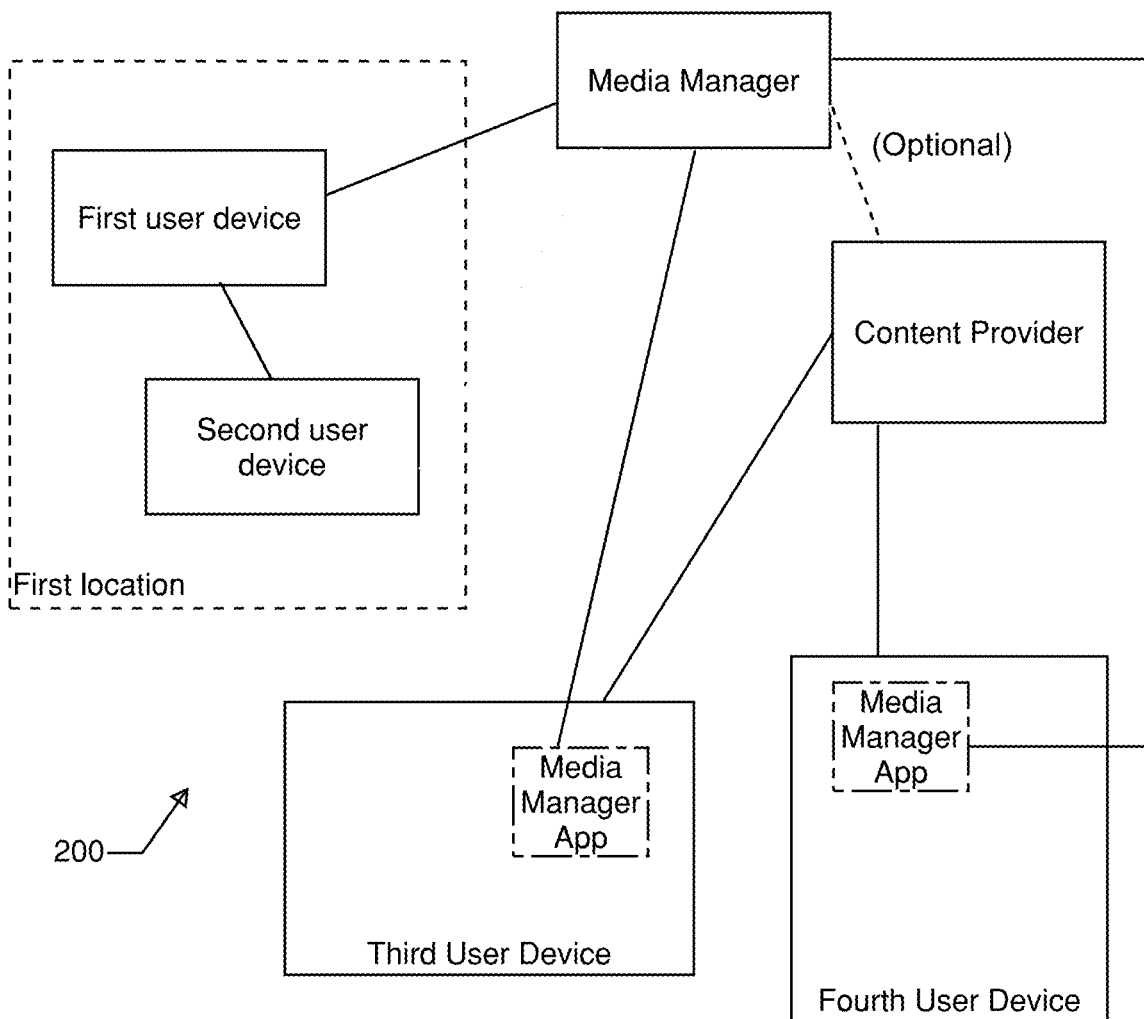 Media Manager
(Optional)
First user device
Content Provider
Second user
device
First location
Media
Manager
App
Media
Manager
App
200
Third User Device
Fourth User Device